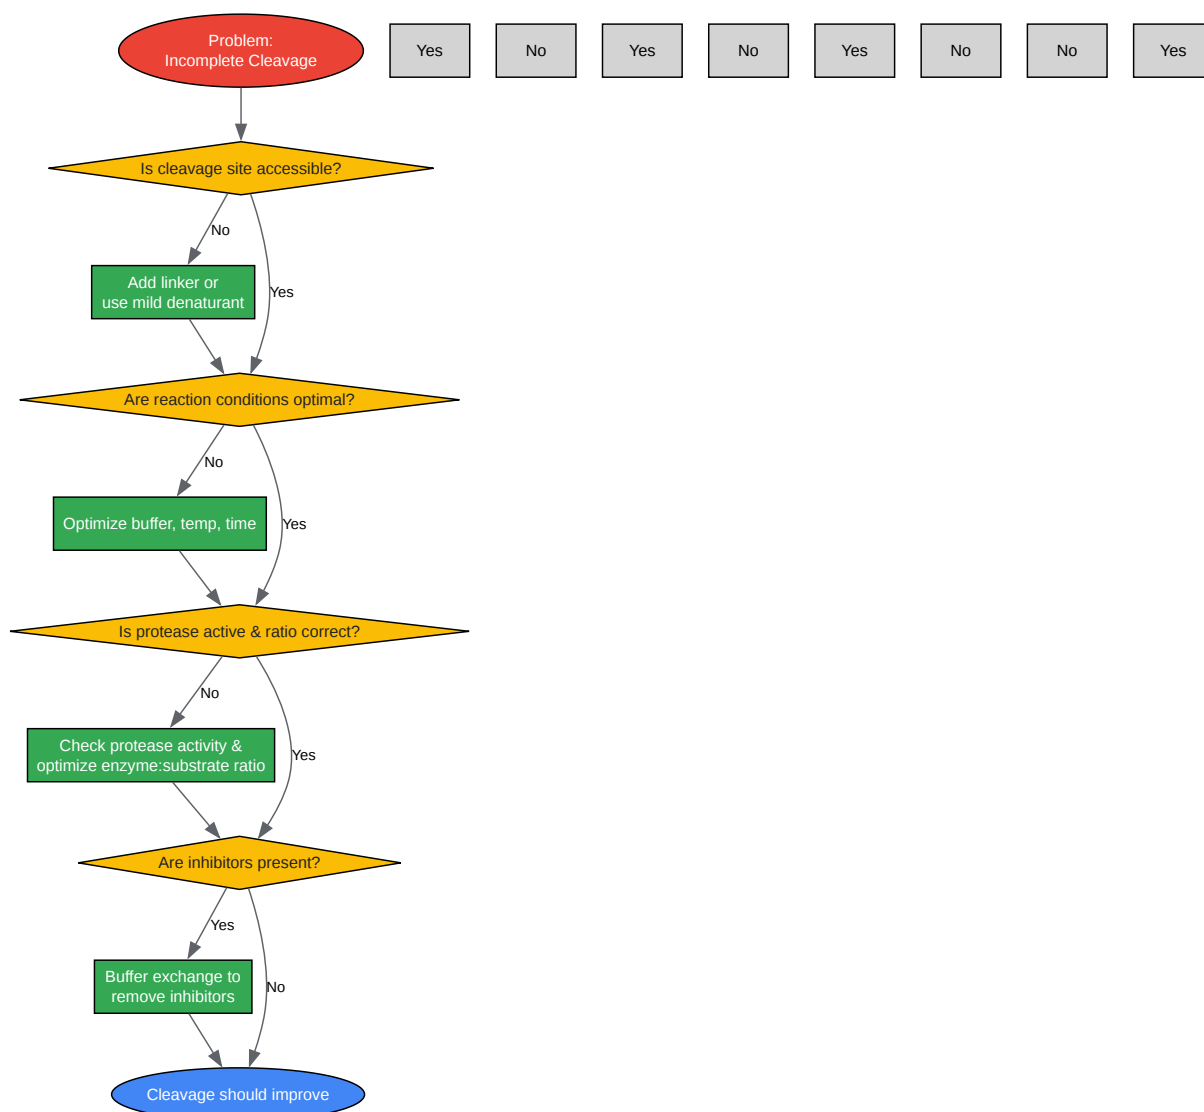 Problem:
Incomplete Cleavage
Yes
No
Yes
No
Yes
No
No
Yes
Is cleavage site accessible?
No
Add linker or
use mild denaturant
Yes
Are reaction conditions optimal?
No
Optimize buffer, temp, time
Yes
Is protease active & ratio correct?
No
Check protease activity &
optimize enzyme:substrate ratio
Yes
Are inhibitors present?
Yes
Buffer exchange to
remove inhibitors
No
Cleavage should improve